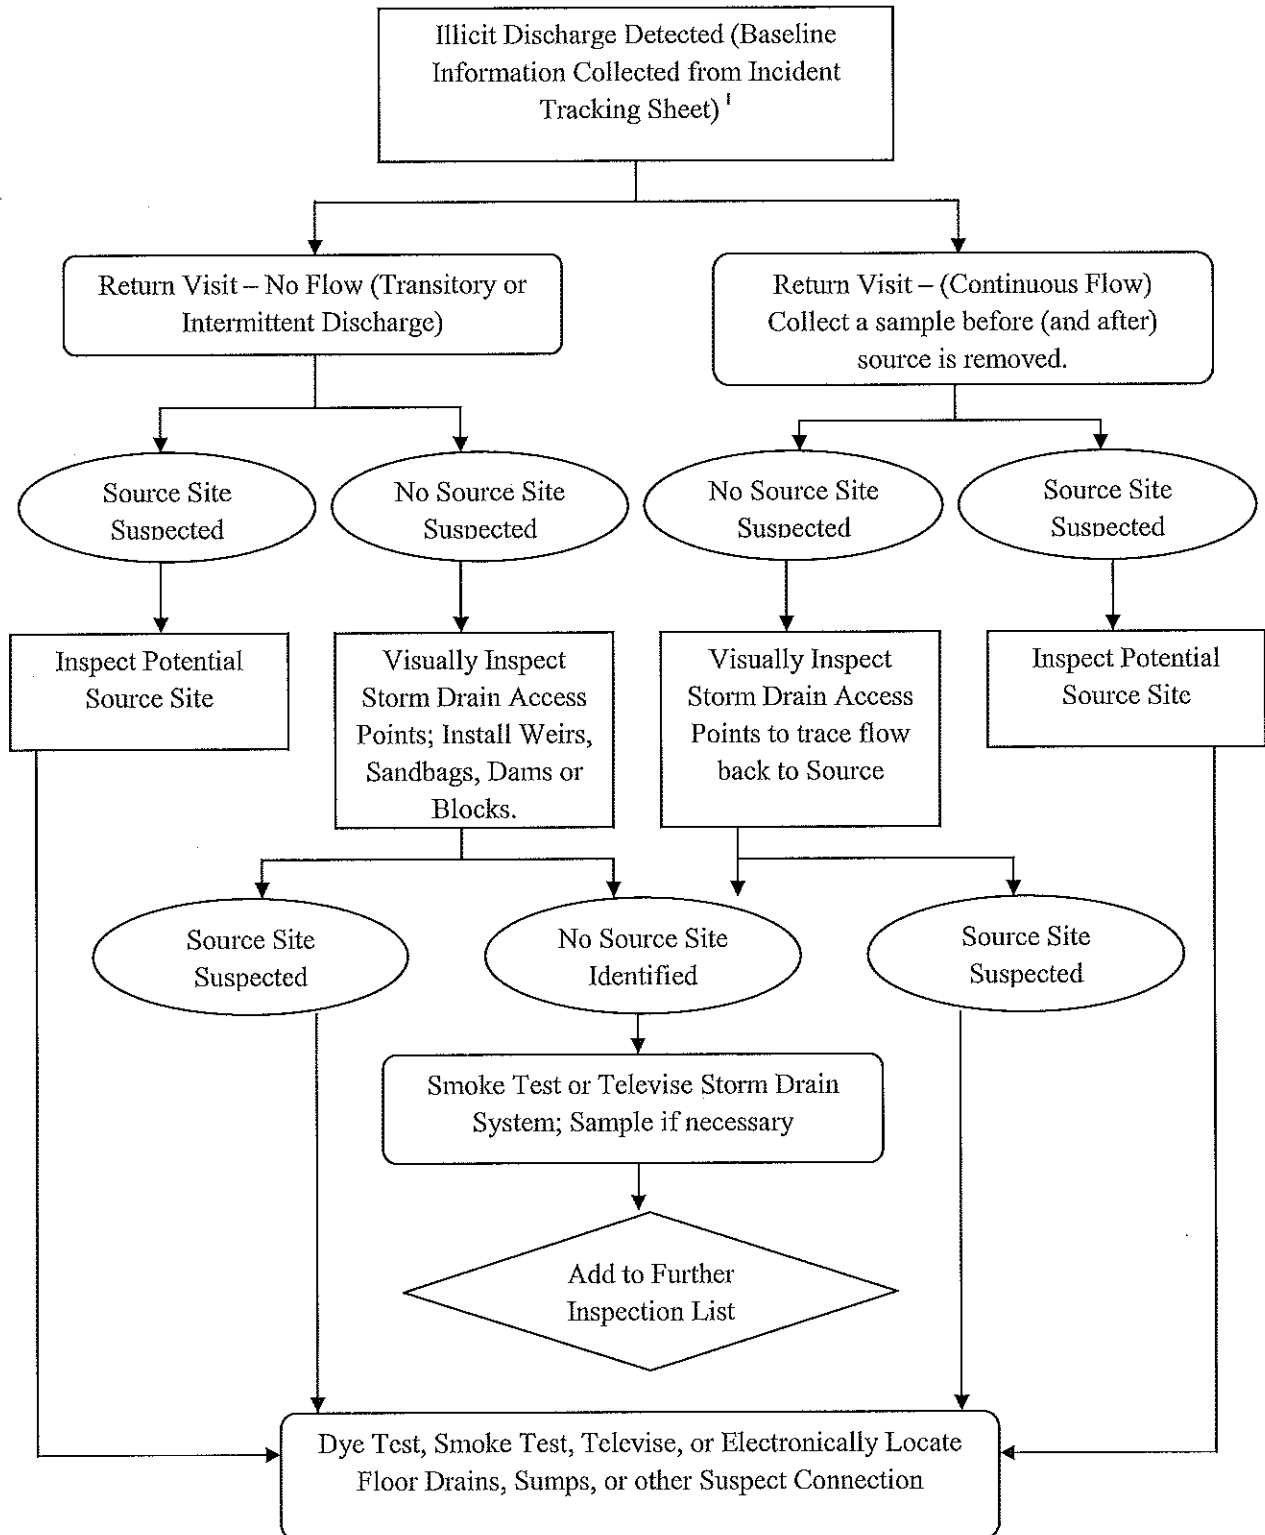 Illicit Discharge Detected (Baseline
Information Collected from Incident
Tracking Sheet) 1
Return Visit – No Flow (Transitory or
Intermittent Discharge)
Return Visit – (Continuous Flow)
Collect a sample before (and after)
source is removed.
Source Site
Suspected
No Source Site
Suspected
No Source Site
Suspected
Source Site
Suspected
Inspect Potential
Source Site
Visually Inspect
Storm Drain Access
Points; Install Weirs,
Sandbags, Dams or
Blocks.
Visually Inspect
Storm Drain Access
Points to trace flow
back to Source
Inspect Potential
Source Site
Source Site
Suspected
No Source Site
Identified
Source Site
Suspected
Smoke Test or Televise Storm Drain
System; Sample if necessary
Add to Further
Inspection List
Dye Test, Smoke Test, Televise, or Electronically Locate
Floor Drains, Sumps, or other Suspect Connection